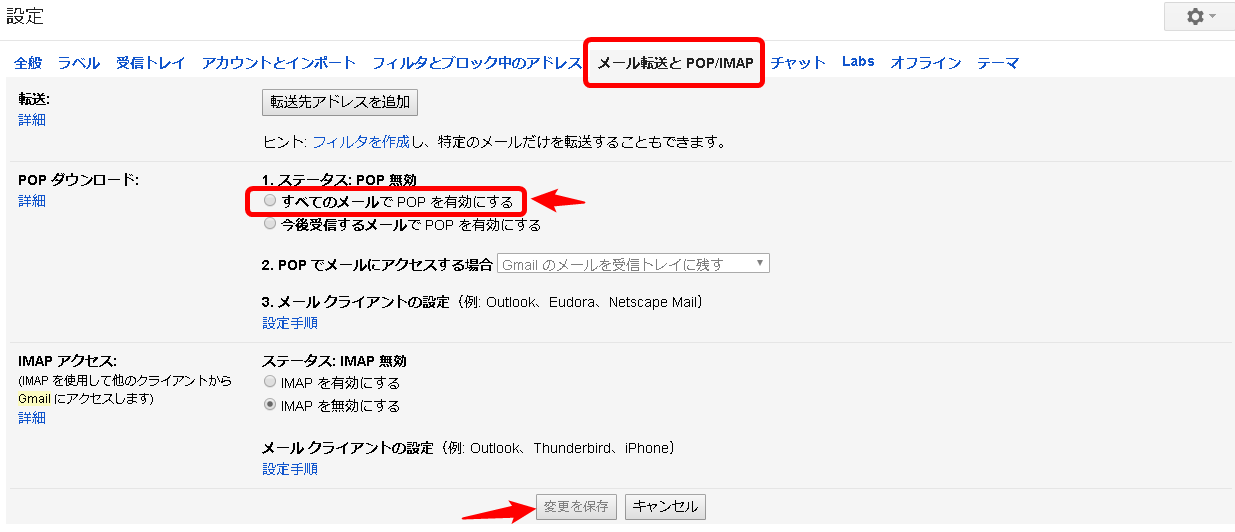 設定
全般 ラベル 受信トレイ アカウントとインポート フィルタとブロック中のアドレス メール転送と POP/IMAP チャット Labs オフライン テーマ
転送:
詳細
転送先アドレスを追加
ヒント: フィルタを作成し、特定のメールだけを転送することもできます。
POP ダウンロード:
詳細
1. ステータス: POP 無効
すべてのメールで POP を有効にする
今後受信するメールで POP を有効にする
2. POP でメールにアクセスする場合 Gmail のメールを受信トレイに残す
3. メール クライアントの設定（例: Outlook、Eudora、Netscape Mail）
設定手順
IMAP アクセス:
(IMAP を使用して他のクライアントから
Gmail にアクセスします)
詳細
ステータス: IMAP 無効
IMAP を有効にする
IMAP を無効にする
メール クライアントの設定（例: Outlook、Thunderbird、iPhone）
設定手順
変更を保存 キャンセル